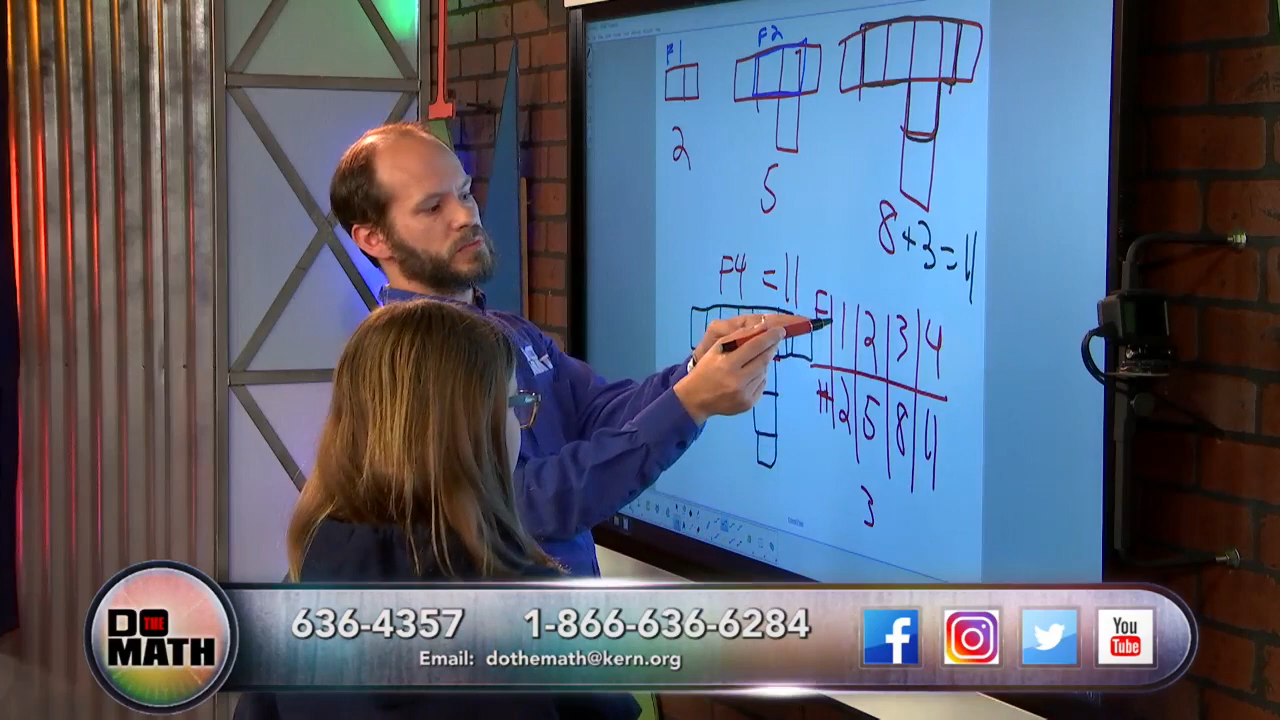 F1
F2
2
5
8+3=11
F4 =11
F 1 2 3 4
# 2 5 8 11
3
DO THE MATH
636-4357 1-866-636-6284
Email: dothemath@kern.org
You Tube